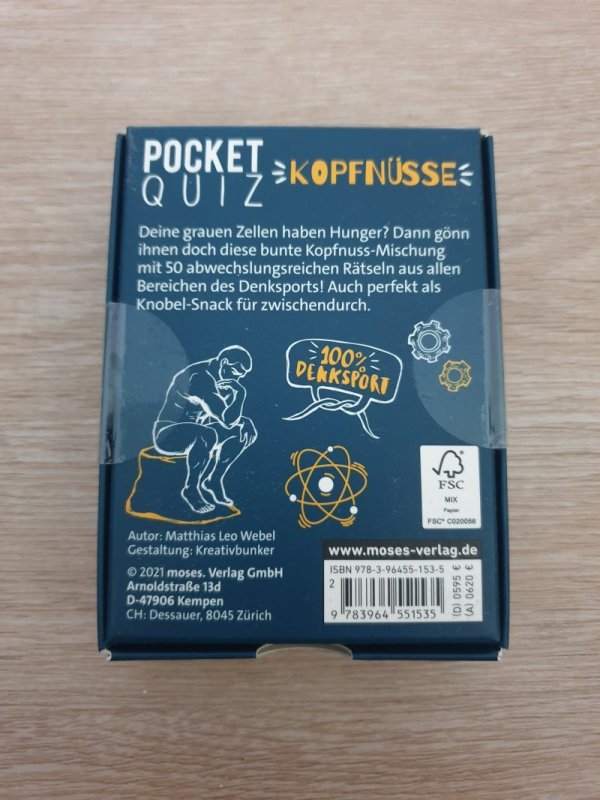 POCKET
QUIZ
KOPFNÜSSE
Deine grauen Zellen haben Hunger? Dann gönn
ihnen doch diese bunte Kopfnuss-Mischung
mit 50 abwechslungsreichen Rätseln aus allen
Bereichen des Denksports! Auch perfekt als
Knobel-Snack für zwischendurch.
100%
DENKSPORT
FSC
MIX
Papier
FSC® C020056
Autor: Matthias Leo Webel
Gestaltung: Kreativbunker
© 2021 moses. Verlag GmbH
Arnoldstraße 13d
D-47906 Kempen
CH: Dessauer, 8045 Zürich
www.moses-verlag.de
ISBN 978-3-96455-153-5
2
9 783964 551535
(D) 0595 €
(A) 0620 €